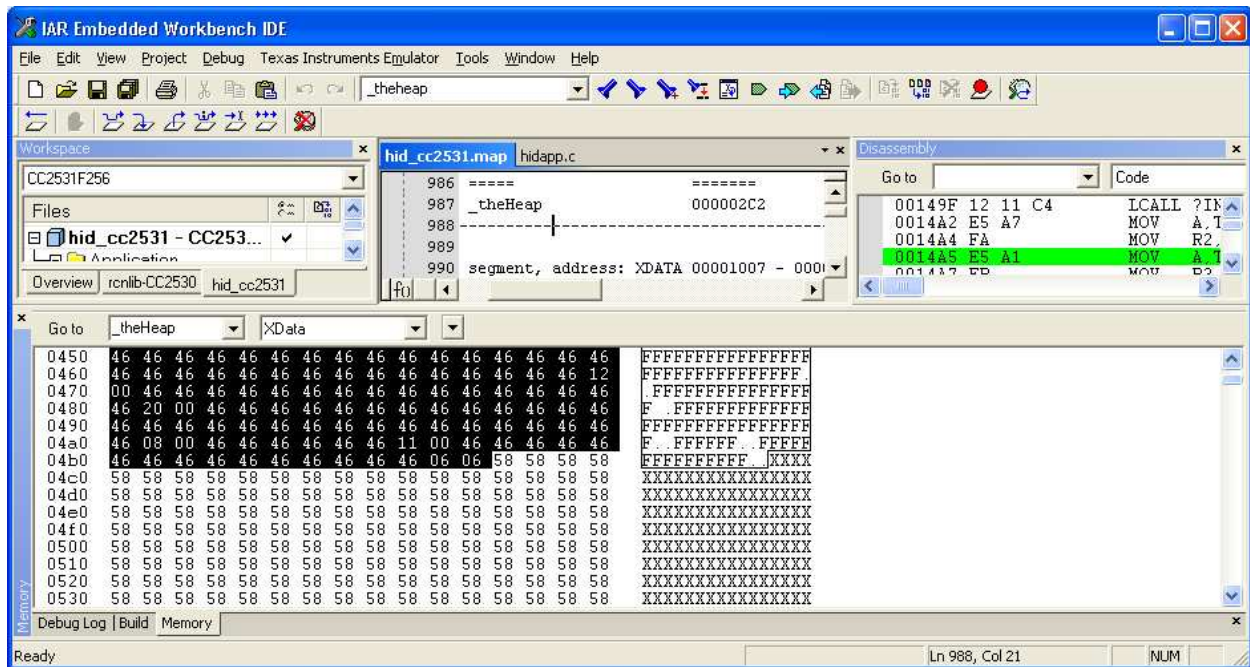 IAR Embedded Workbench IDE
File Edit View Project Debug Texas Instruments Emulator Tools Window Help
_theheap
Workspace
CC2531F256
Files
hid_cc2531 - CC253...
Application
Overview rcnlib-CC2530 hid_cc2531
hid_cc2531.map hidapp.c
986 ===== =======
987 _theHeap 000002C2
988 -----------------------------------------
989
990 segment, address: XDATA 00001007 - 000
Disassembly
Go to Code
00149F 12 11 C4 LCALL ?IN
0014A2 E5 A7 MOV A,T
0014A4 FA MOV R2,
0014A5 E5 A1 MOV A,T
0014A7 FB MOV R3
Go to _theHeap XData
0450 46 46 46 46 46 46 46 46 46 46 46 46 46 46 46 46 FFFFFFFFFFFFFFFF
0460 46 46 46 46 46 46 46 46 46 46 46 46 46 46 46 12 FFFFFFFFFFFFFFF.
0470 00 46 46 46 46 46 46 46 46 46 46 46 46 46 46 46 .FFFFFFFFFFFFFFF
0480 46 20 00 46 46 46 46 46 46 46 46 46 46 46 46 46 F .FFFFFFFFFFFFF
0490 46 46 46 46 46 46 46 46 46 46 46 46 46 46 46 46 FFFFFFFFFFFFFFFF
04a0 46 08 00 46 46 46 46 46 46 11 00 46 46 46 46 46 F..FFFFFF..FFFFF
04b0 46 46 46 46 46 46 46 46 46 46 06 06 58 58 58 58 FFFFFFFFFF..XXXX
04c0 58 58 58 58 58 58 58 58 58 58 58 58 58 58 58 58 XXXXXXXXXXXXXXXX
04d0 58 58 58 58 58 58 58 58 58 58 58 58 58 58 58 58 XXXXXXXXXXXXXXXX
04e0 58 58 58 58 58 58 58 58 58 58 58 58 58 58 58 58 XXXXXXXXXXXXXXXX
04f0 58 58 58 58 58 58 58 58 58 58 58 58 58 58 58 58 XXXXXXXXXXXXXXXX
0500 58 58 58 58 58 58 58 58 58 58 58 58 58 58 58 58 XXXXXXXXXXXXXXXX
0510 58 58 58 58 58 58 58 58 58 58 58 58 58 58 58 58 XXXXXXXXXXXXXXXX
0520 58 58 58 58 58 58 58 58 58 58 58 58 58 58 58 58 XXXXXXXXXXXXXXXX
0530 58 58 58 58 58 58 58 58 58 58 58 58 58 58 58 58 XXXXXXXXXXXXXXXX
Memory
Debug Log Build Memory
Ready Ln 988, Col 21 NUM